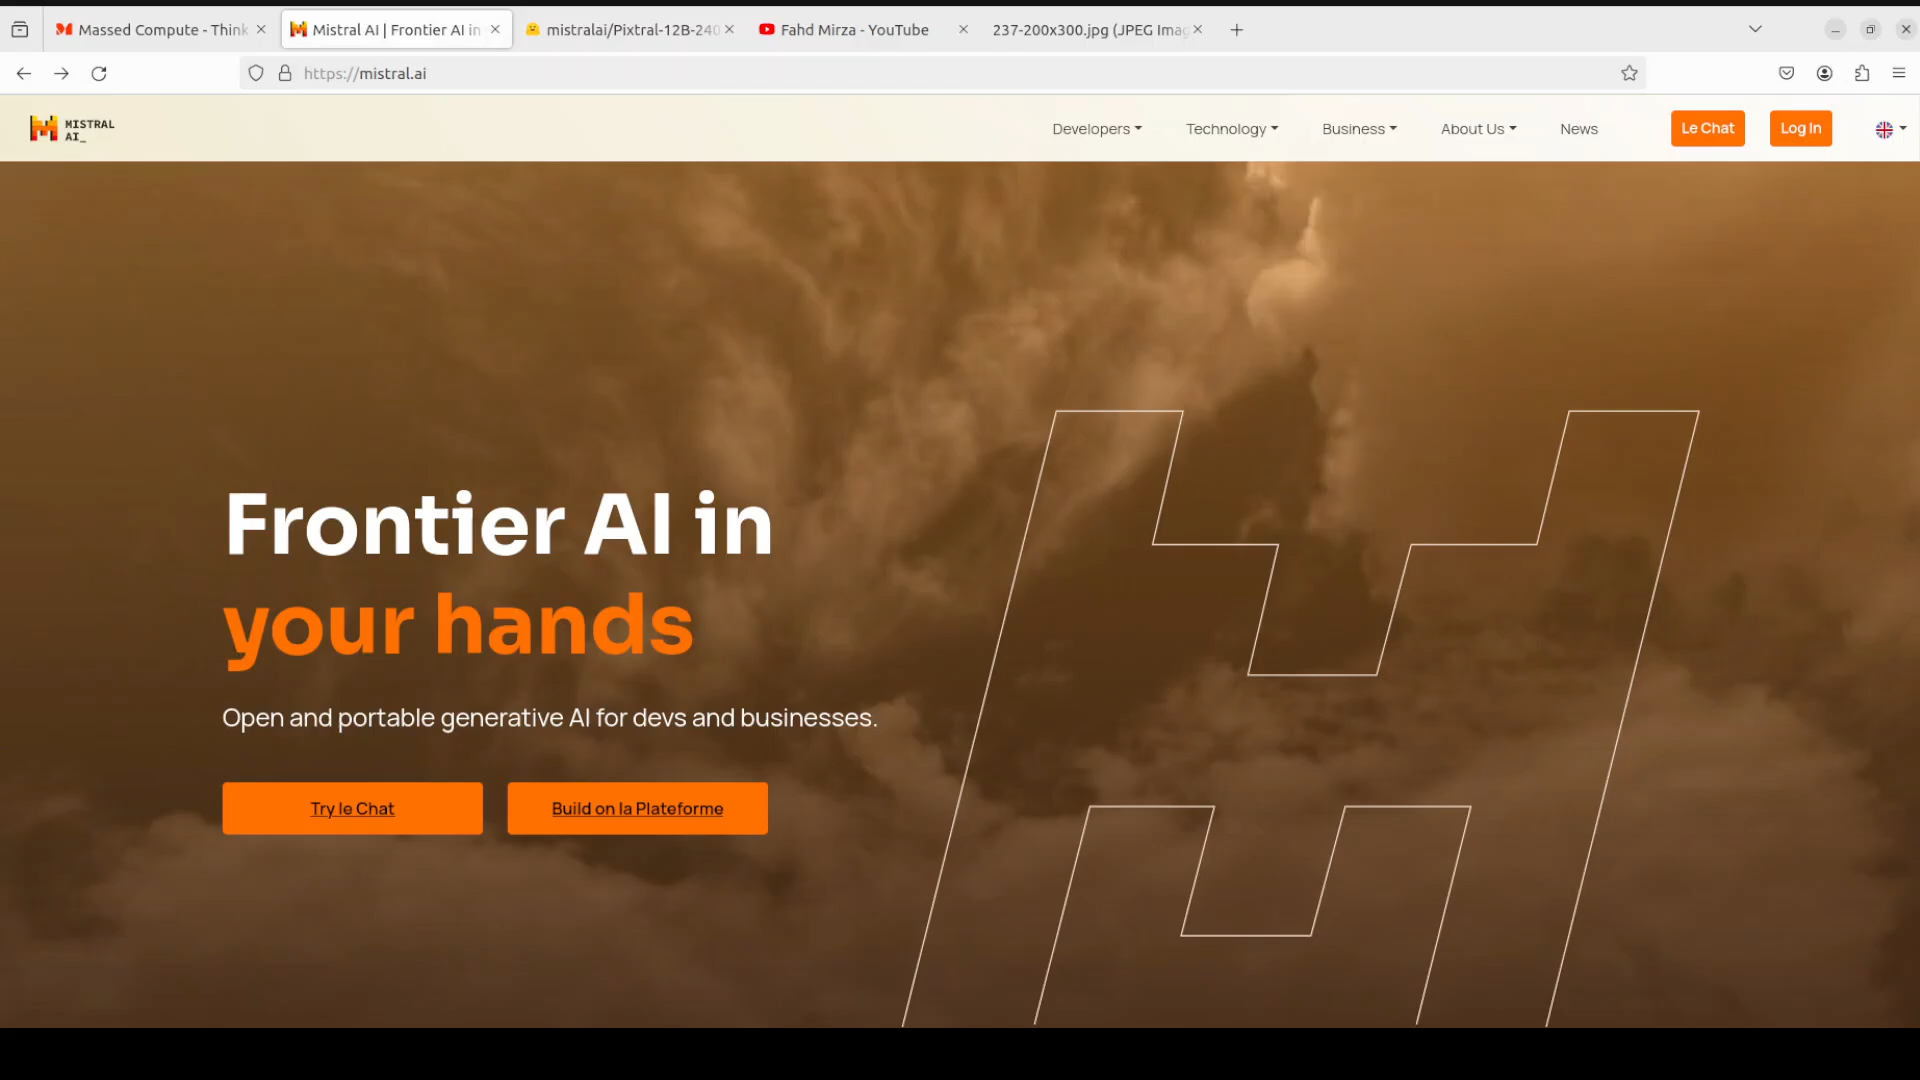 Massed Compute - Think
Mistral AI | Frontier AI in
mistralai/Pixtral-12B-240
Fahd Mirza - YouTube
237-200x300.jpg (JPEG Imag
https://mistral.ai
MISTRAL
AI_
Developers
Technology
Business
About Us
News
Le Chat
Log In
Frontier AI in
your hands
Open and portable generative AI for devs and businesses.
Try le Chat
Build on la Plateforme